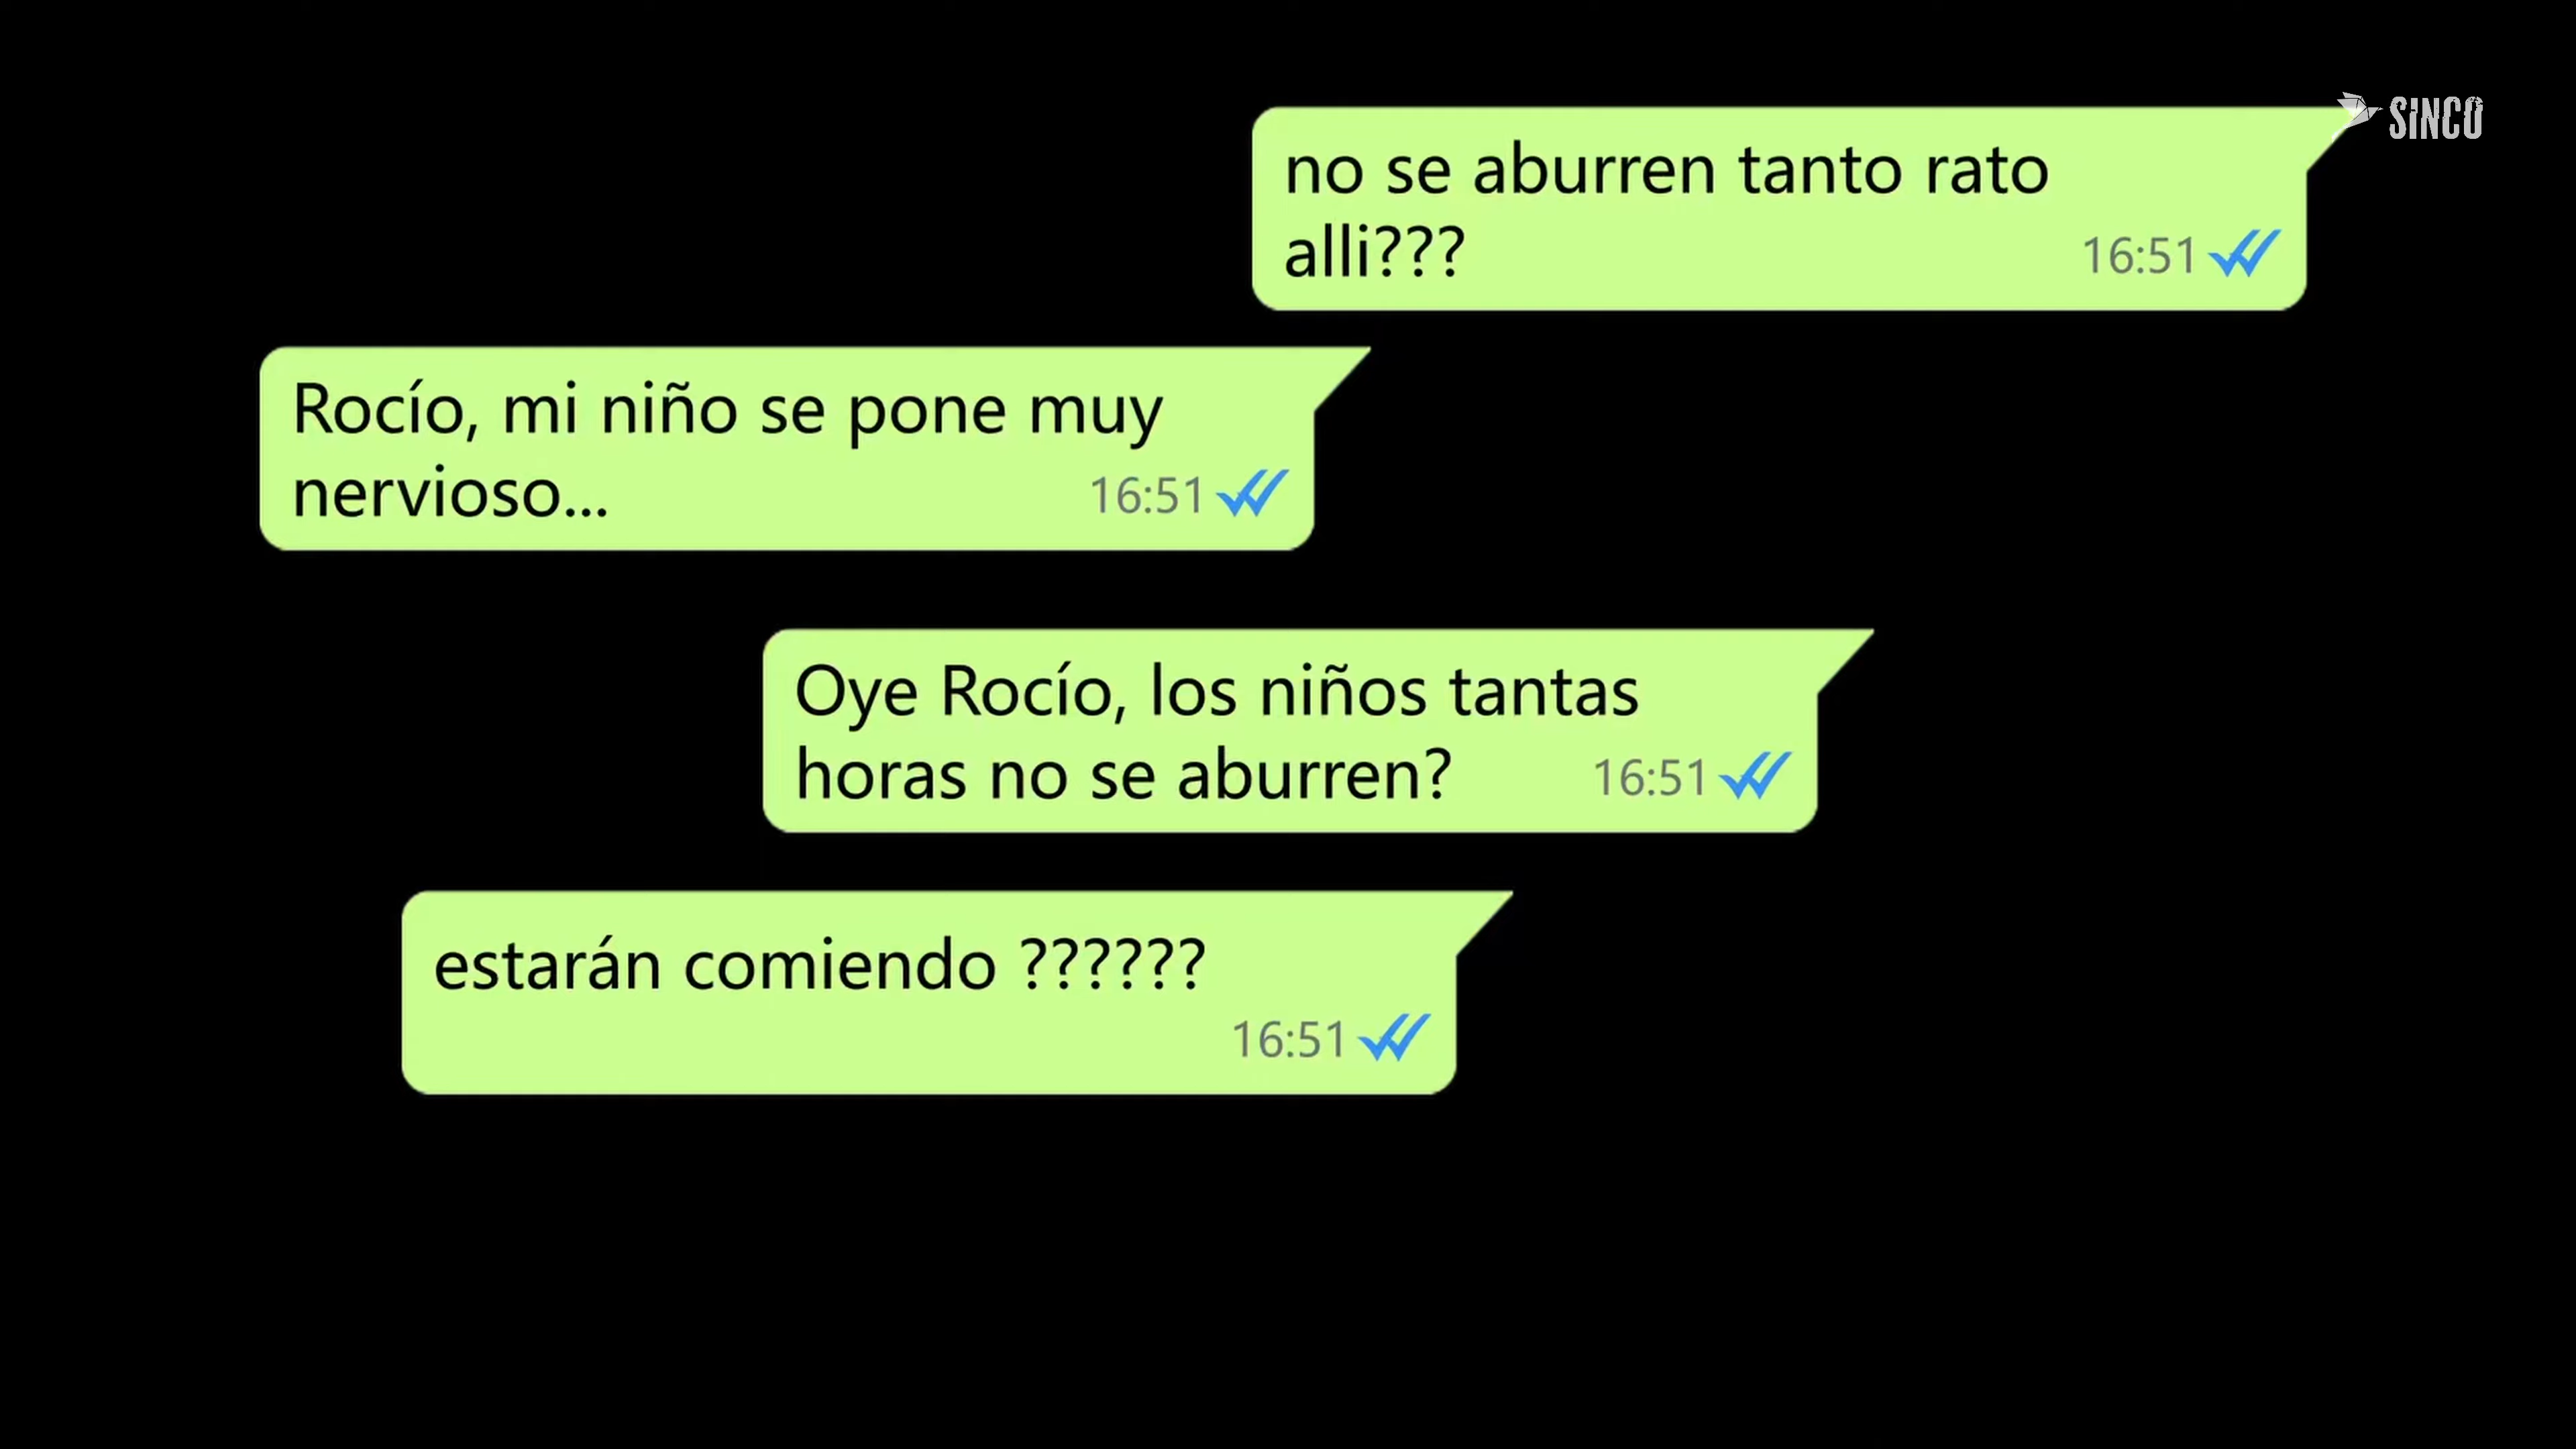 SINCO
no se aburren tanto rato
alli???
16:51
Rocío, mi niño se pone muy
nervioso...
16:51
Oye Rocío, los niños tantas
horas no se aburren?
16:51
estarán comiendo ??????
16:51